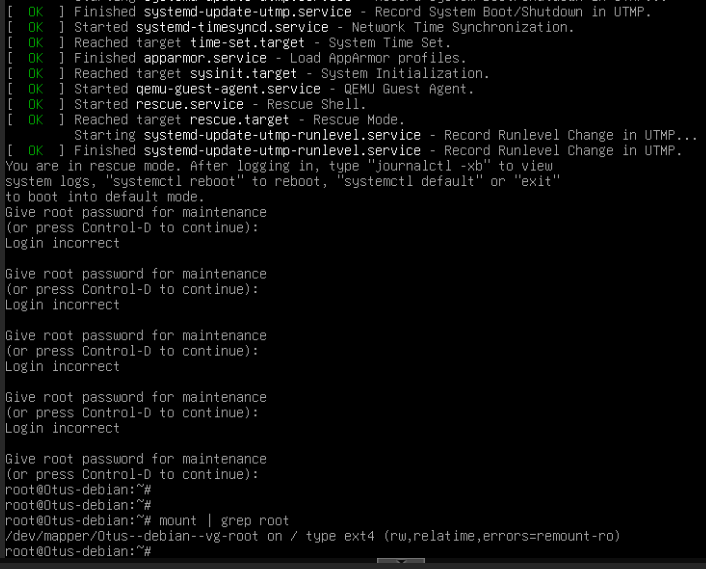 [  OK  ] Finished systemd-update-utmp.service - Record System Boot/Shutdown in UTMP.
[  OK  ] Started systemd-timesyncd.service - Network Time Synchronization.
[  OK  ] Reached target time-set.target - System Time Set.
[  OK  ] Finished apparmor.service - Load AppArmor profiles.
[  OK  ] Reached target sysinit.target - System Initialization.
[  OK  ] Started qemu-guest-agent.service - QEMU Guest Agent.
[  OK  ] Started rescue.service - Rescue Shell.
[  OK  ] Reached target rescue.target - Rescue Mode.
         Starting systemd-update-utmp-runlevel.service - Record Runlevel Change in UTMP...
[  OK  ] Finished systemd-update-utmp-runlevel.service - Record Runlevel Change in UTMP.
You are in rescue mode. After logging in, type "journalctl -xb" to view
system logs, "systemctl reboot" to reboot, "systemctl default" or "exit"
to boot into default mode.
Give root password for maintenance
(or press Control-D to continue):
Login incorrect

Give root password for maintenance
(or press Control-D to continue):
Login incorrect

Give root password for maintenance
(or press Control-D to continue):
Login incorrect

Give root password for maintenance
(or press Control-D to continue):
Login incorrect

Give root password for maintenance
(or press Control-D to continue):
root@Otus-debian:~#
root@Otus-debian:~#
root@Otus-debian:~# mount | grep root
/dev/mapper/Otus--debian--vg-root on / type ext4 (rw,relatime,errors=remount-ro)
root@Otus-debian:~#